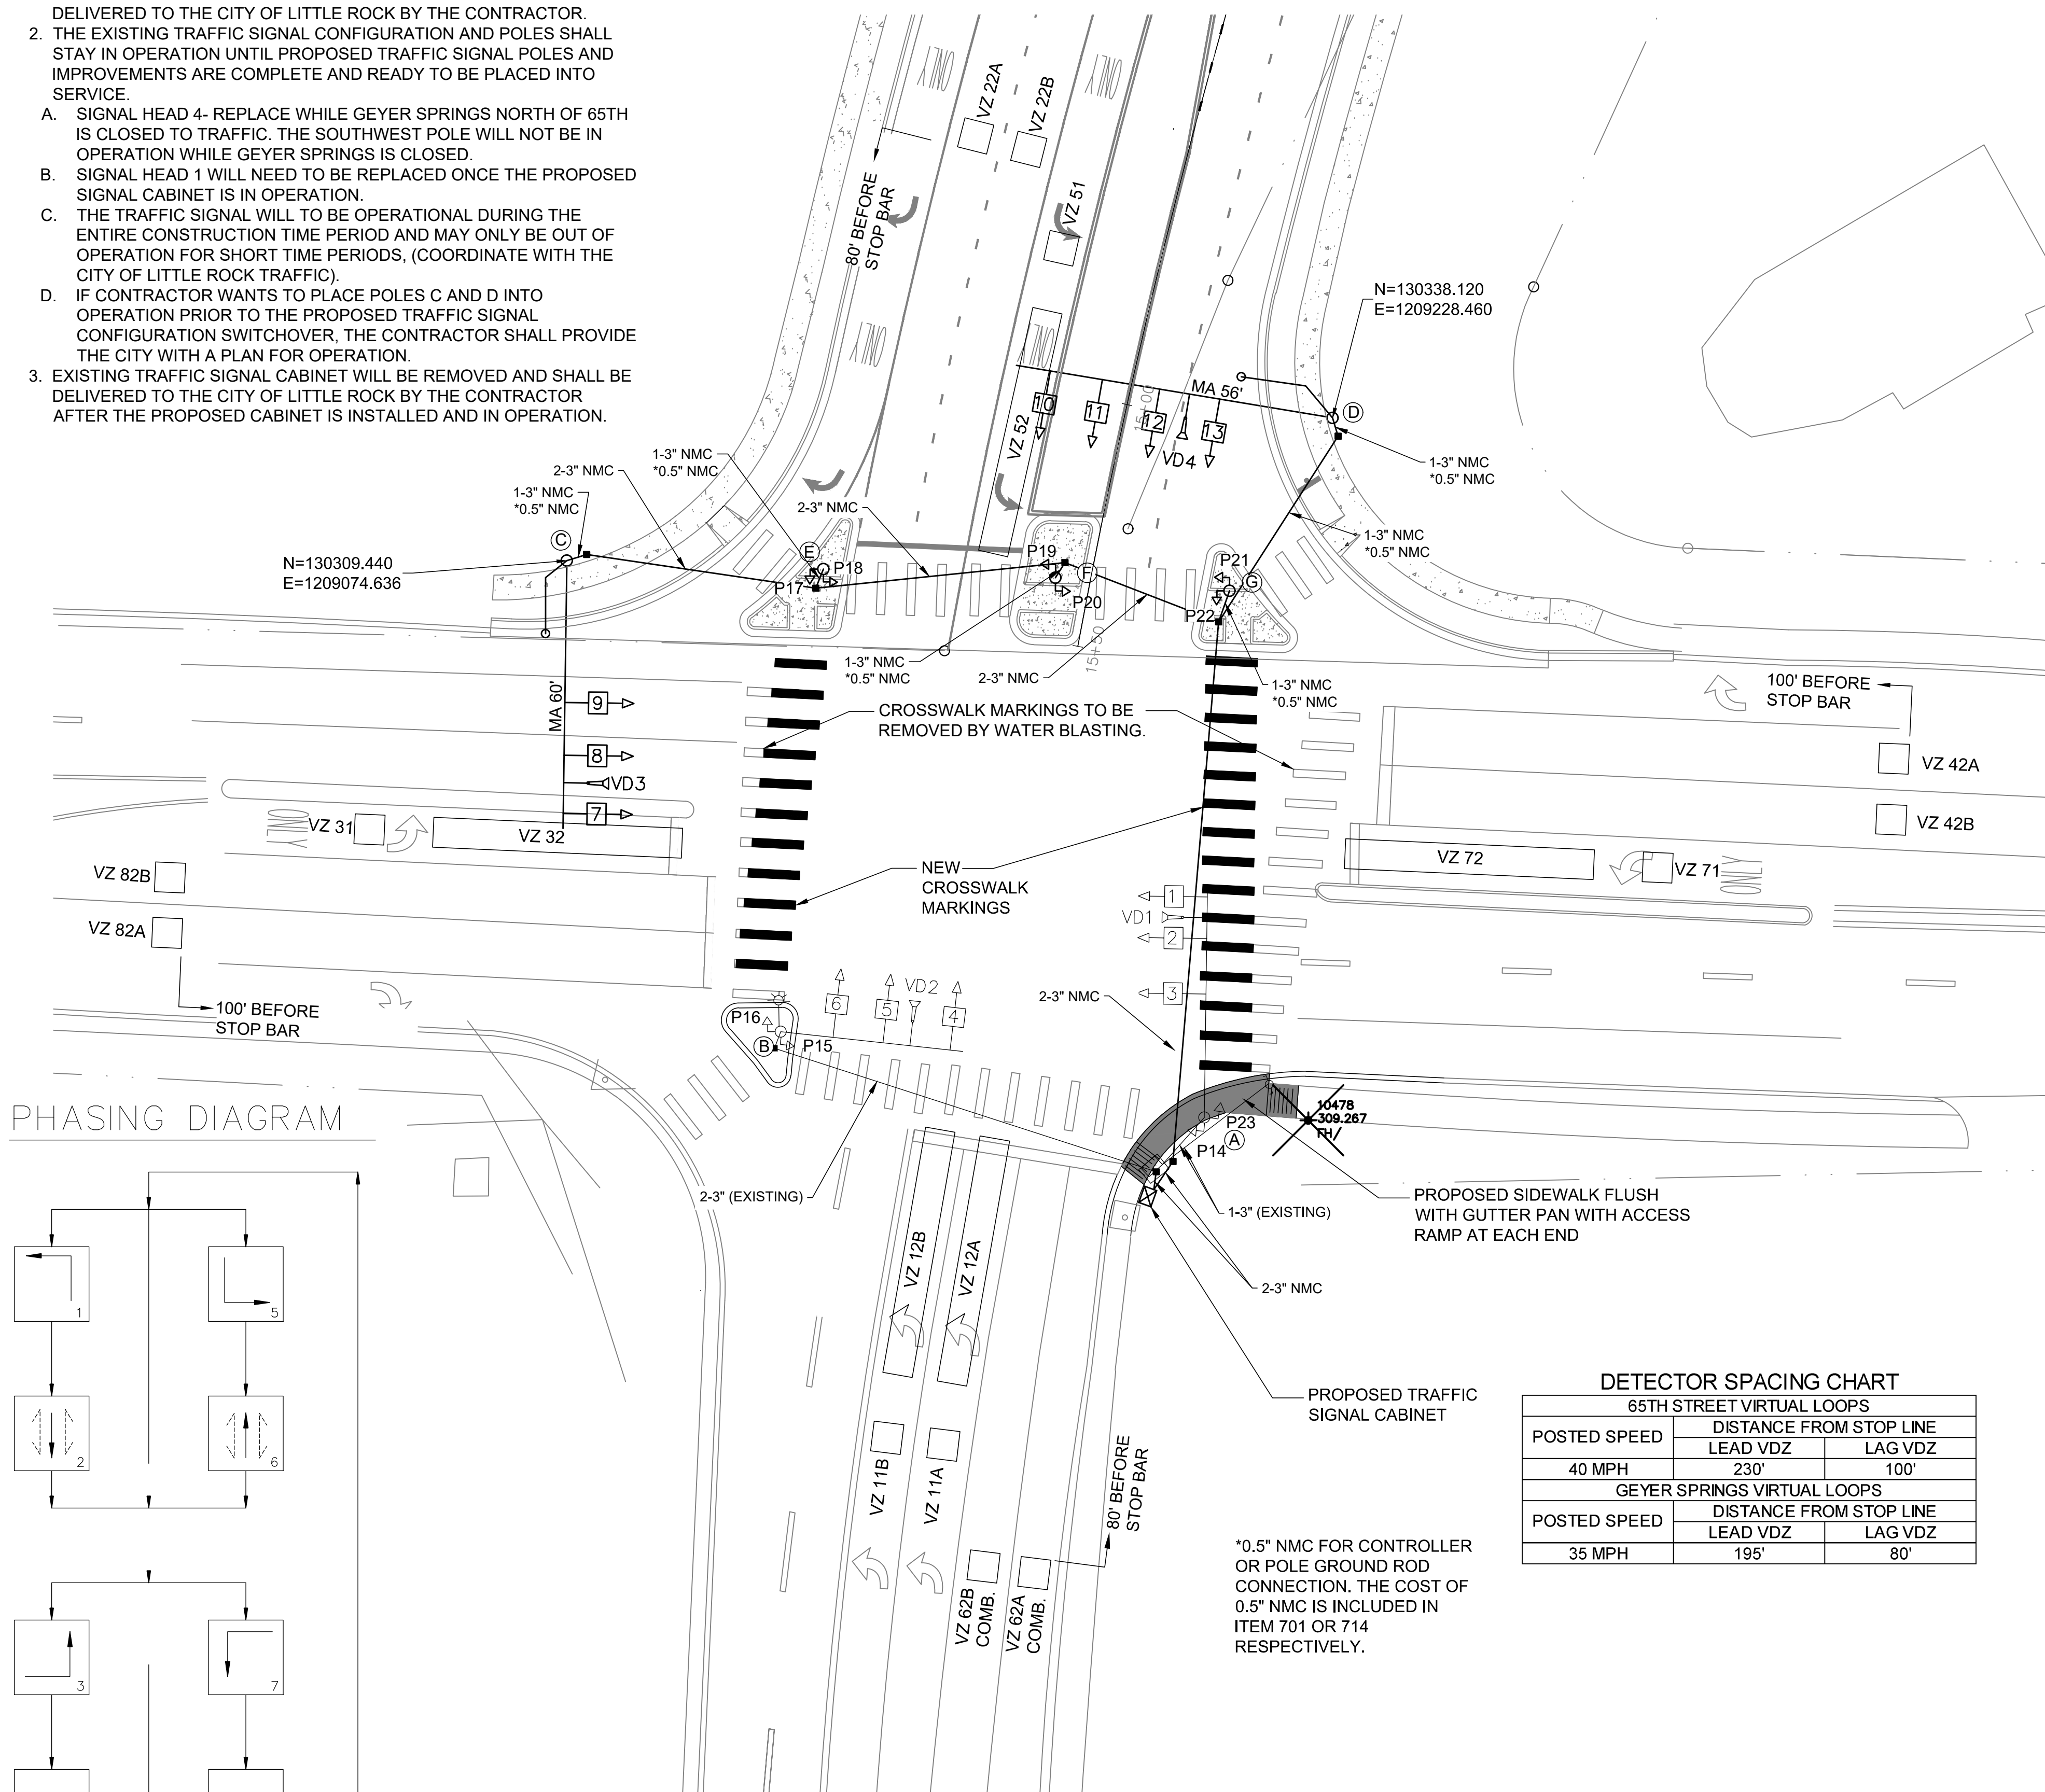 DELIVERED TO THE CITY OF LITTLE ROCK BY THE CONTRACTOR.
2. THE EXISTING TRAFFIC SIGNAL CONFIGURATION AND POLES SHALL
STAY IN OPERATION UNTIL PROPOSED TRAFFIC SIGNAL POLES AND
IMPROVEMENTS ARE COMPLETE AND READY TO BE PLACED INTO
SERVICE.
A. SIGNAL HEAD 4- REPLACE WHILE GEYER SPRINGS NORTH OF 65TH
IS CLOSED TO TRAFFIC. THE SOUTHWEST POLE WILL NOT BE IN
OPERATION WHILE GEYER SPRINGS IS CLOSED.
B. SIGNAL HEAD 1 WILL NEED TO BE REPLACED ONCE THE PROPOSED
SIGNAL CABINET IS IN OPERATION.
C. THE TRAFFIC SIGNAL WILL TO BE OPERATIONAL DURING THE
ENTIRE CONSTRUCTION TIME PERIOD AND MAY ONLY BE OUT OF
OPERATION FOR SHORT TIME PERIODS, (COORDINATE WITH THE
CITY OF LITTLE ROCK TRAFFIC).
D. IF CONTRACTOR WANTS TO PLACE POLES C AND D INTO
OPERATION PRIOR TO THE PROPOSED TRAFFIC SIGNAL
CONFIGURATION SWITCHOVER, THE CONTRACTOR SHALL PROVIDE
THE CITY WITH A PLAN FOR OPERATION.
3. EXISTING TRAFFIC SIGNAL CABINET WILL BE REMOVED AND SHALL BE
DELIVERED TO THE CITY OF LITTLE ROCK BY THE CONTRACTOR
AFTER THE PROPOSED CABINET IS INSTALLED AND IN OPERATION.
ONLY
ONLY
VZ 22A
VZ 22B
80' BEFORE
STOP BAR
VZ 51
ONLY
ONLY
N=130338.120
E=1209228.460
MA 56'
15+00
10
11
12
13
VD4
VZ 52
D
1-3" NMC
*0.5" NMC
1-3" NMC
*0.5" NMC
2-3" NMC
1-3" NMC
*0.5" NMC
2-3" NMC
1-3" NMC
*0.5" NMC
C
N=130309.440
E=1209074.636
E
P18
P17
P19
F
P20
P21
G
P22
15+50
1-3" NMC
*0.5" NMC
2-3" NMC
1-3" NMC
*0.5" NMC
100' BEFORE
STOP BAR
MA 60'
9
8
VD3
7
CROSSWALK MARKINGS TO BE
REMOVED BY WATER BLASTING.
VZ 42A
VZ 42B
ONLY
VZ 31
VZ 32
VZ 72
VZ 71
ONLY
VZ 82B
VZ 82A
NEW
CROSSWALK
MARKINGS
1
VD1
2
3
100' BEFORE
STOP BAR
6
5
VD2
4
2-3" NMC
P16
B
P15
10478
309.267
FH/
P23
A
P14
2-3" (EXISTING)
1-3" (EXISTING)
PROPOSED SIDEWALK FLUSH
WITH GUTTER PAN WITH ACCESS
RAMP AT EACH END
2-3" NMC
VZ 12B
VZ 12A
PROPOSED TRAFFIC
SIGNAL CABINET
VZ 11B
VZ 11A
80' BEFORE
STOP BAR
VZ 62B
COMB.
VZ 62A
COMB.
PHASING DIAGRAM
1
5
2
6
3
7
*0.5" NMC FOR CONTROLLER
OR POLE GROUND ROD
CONNECTION. THE COST OF
0.5" NMC IS INCLUDED IN
ITEM 701 OR 714
RESPECTIVELY.
DETECTOR SPACING CHART
65TH STREET VIRTUAL LOOPS
POSTED SPEED
DISTANCE FROM STOP LINE
LEAD VDZ LAG VDZ
40 MPH 230' 100'
GEYER SPRINGS VIRTUAL LOOPS
POSTED SPEED
DISTANCE FROM STOP LINE
LEAD VDZ LAG VDZ
35 MPH 195' 80'